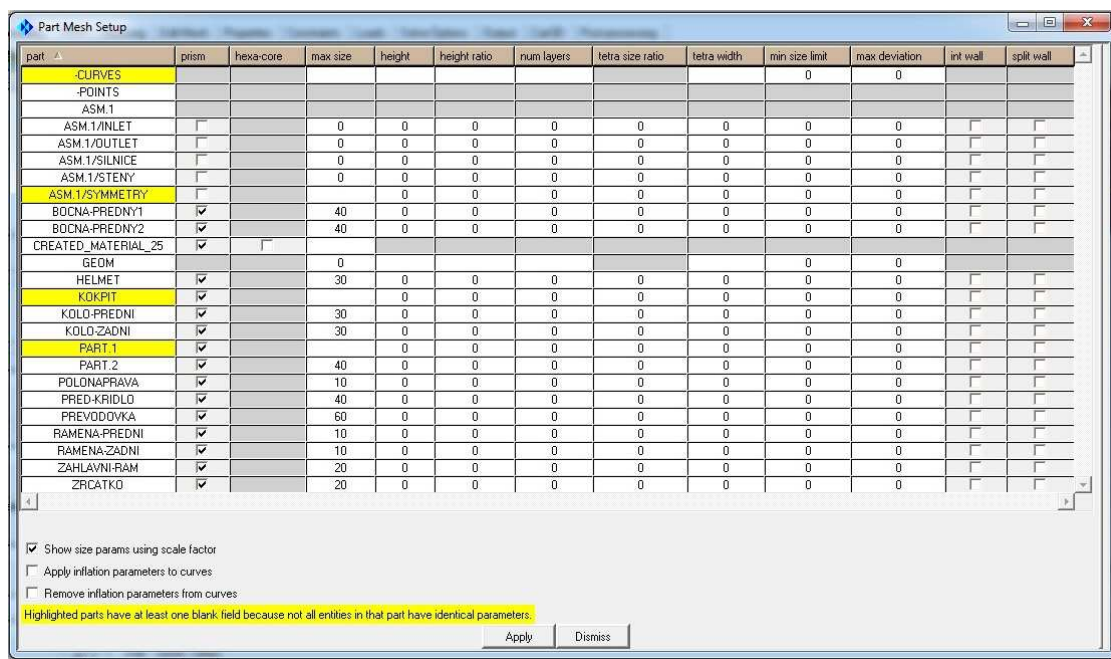 Part Mesh Setup
part prism hexa-core max size height height ratio num layers tetra size ratio tetra width min size limit max deviation int wall split wall
-CURVES 0 0
-POINTS
ASM.1
ASM.1/INLET 0 0 0 0 0 0 0 0
ASM.1/OUTLET 0 0 0 0 0 0 0 0
ASM.1/SILNICE 0 0 0 0 0 0 0 0
ASM.1/STENY 0 0 0 0 0 0 0 0
ASM.1/SYMMETRY 0 0 0 0 0 0 0
BOCNA-PREDNY1 40 0 0 0 0 0 0 0
BOCNA-PREDNY2 40 0 0 0 0 0 0 0
CREATED_MATERIAL_25
GEOM 0 0 0
HELMET 30 0 0 0 0 0 0 0
KOKPIT 0 0 0 0 0 0 0
KOLO-PREDNI 30 0 0 0 0 0 0 0
KOLO-ZADNI 30 0 0 0 0 0 0 0
PART.1 0 0 0 0 0 0 0
PART.2 40 0 0 0 0 0 0 0
POLONAPRAVA 10 0 0 0 0 0 0 0
PRED-KRIDLO 40 0 0 0 0 0 0 0
PREVODOVKA 60 0 0 0 0 0 0 0
RAMENA-PREDNI 10 0 0 0 0 0 0 0
RAMENA-ZADNI 10 0 0 0 0 0 0 0
ZAHLAVNI-RAM 20 0 0 0 0 0 0 0
ZRCATKO 20 0 0 0 0 0 0 0
Show size params using scale factor
Apply inflation parameters to curves
Remove inflation parameters from curves
Highlighted parts have at least one blank field because not all entities in that part have identical parameters.
Apply Dismiss